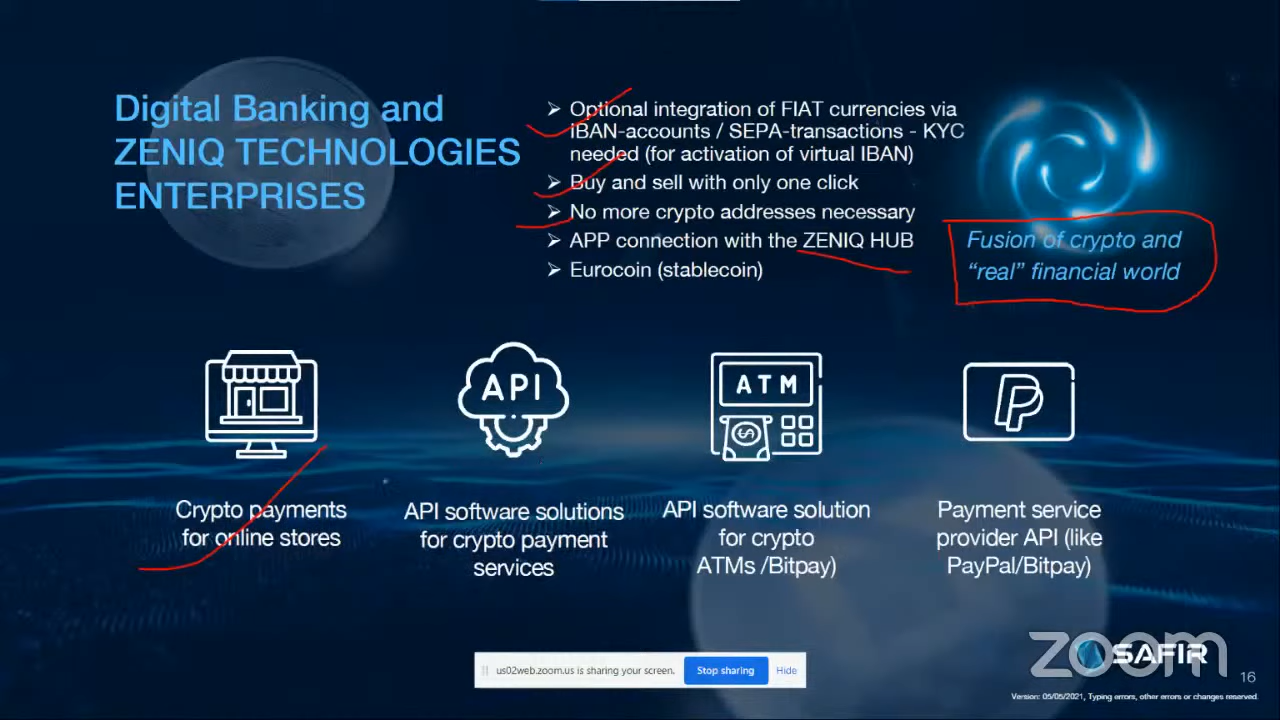 Digital Banking and
ZENIQ TECHNOLOGIES
ENTERPRISES
➢ Optional integration of FIAT currencies via
IBAN-accounts / SEPA-transactions - KYC
needed (for activation of virtual IBAN)
➢ Buy and sell with only one click
➢ No more crypto addresses necessary
➢ APP connection with the ZENIQ HUB
➢ Eurocoin (stablecoin)
Fusion of crypto and
“real” financial world
API
ATM
Crypto payments
for online stores
API software solutions
for crypto payment
services
API software solution
for crypto
ATMs /Bitpay)
Payment service
provider API (like
PayPal/Bitpay)
us02web.zoom.us is sharing your screen.
Stop sharing
Hide
zoom
SAFIR
16
Version: 05/05/2021, Typing errors, other errors or changes reserved.